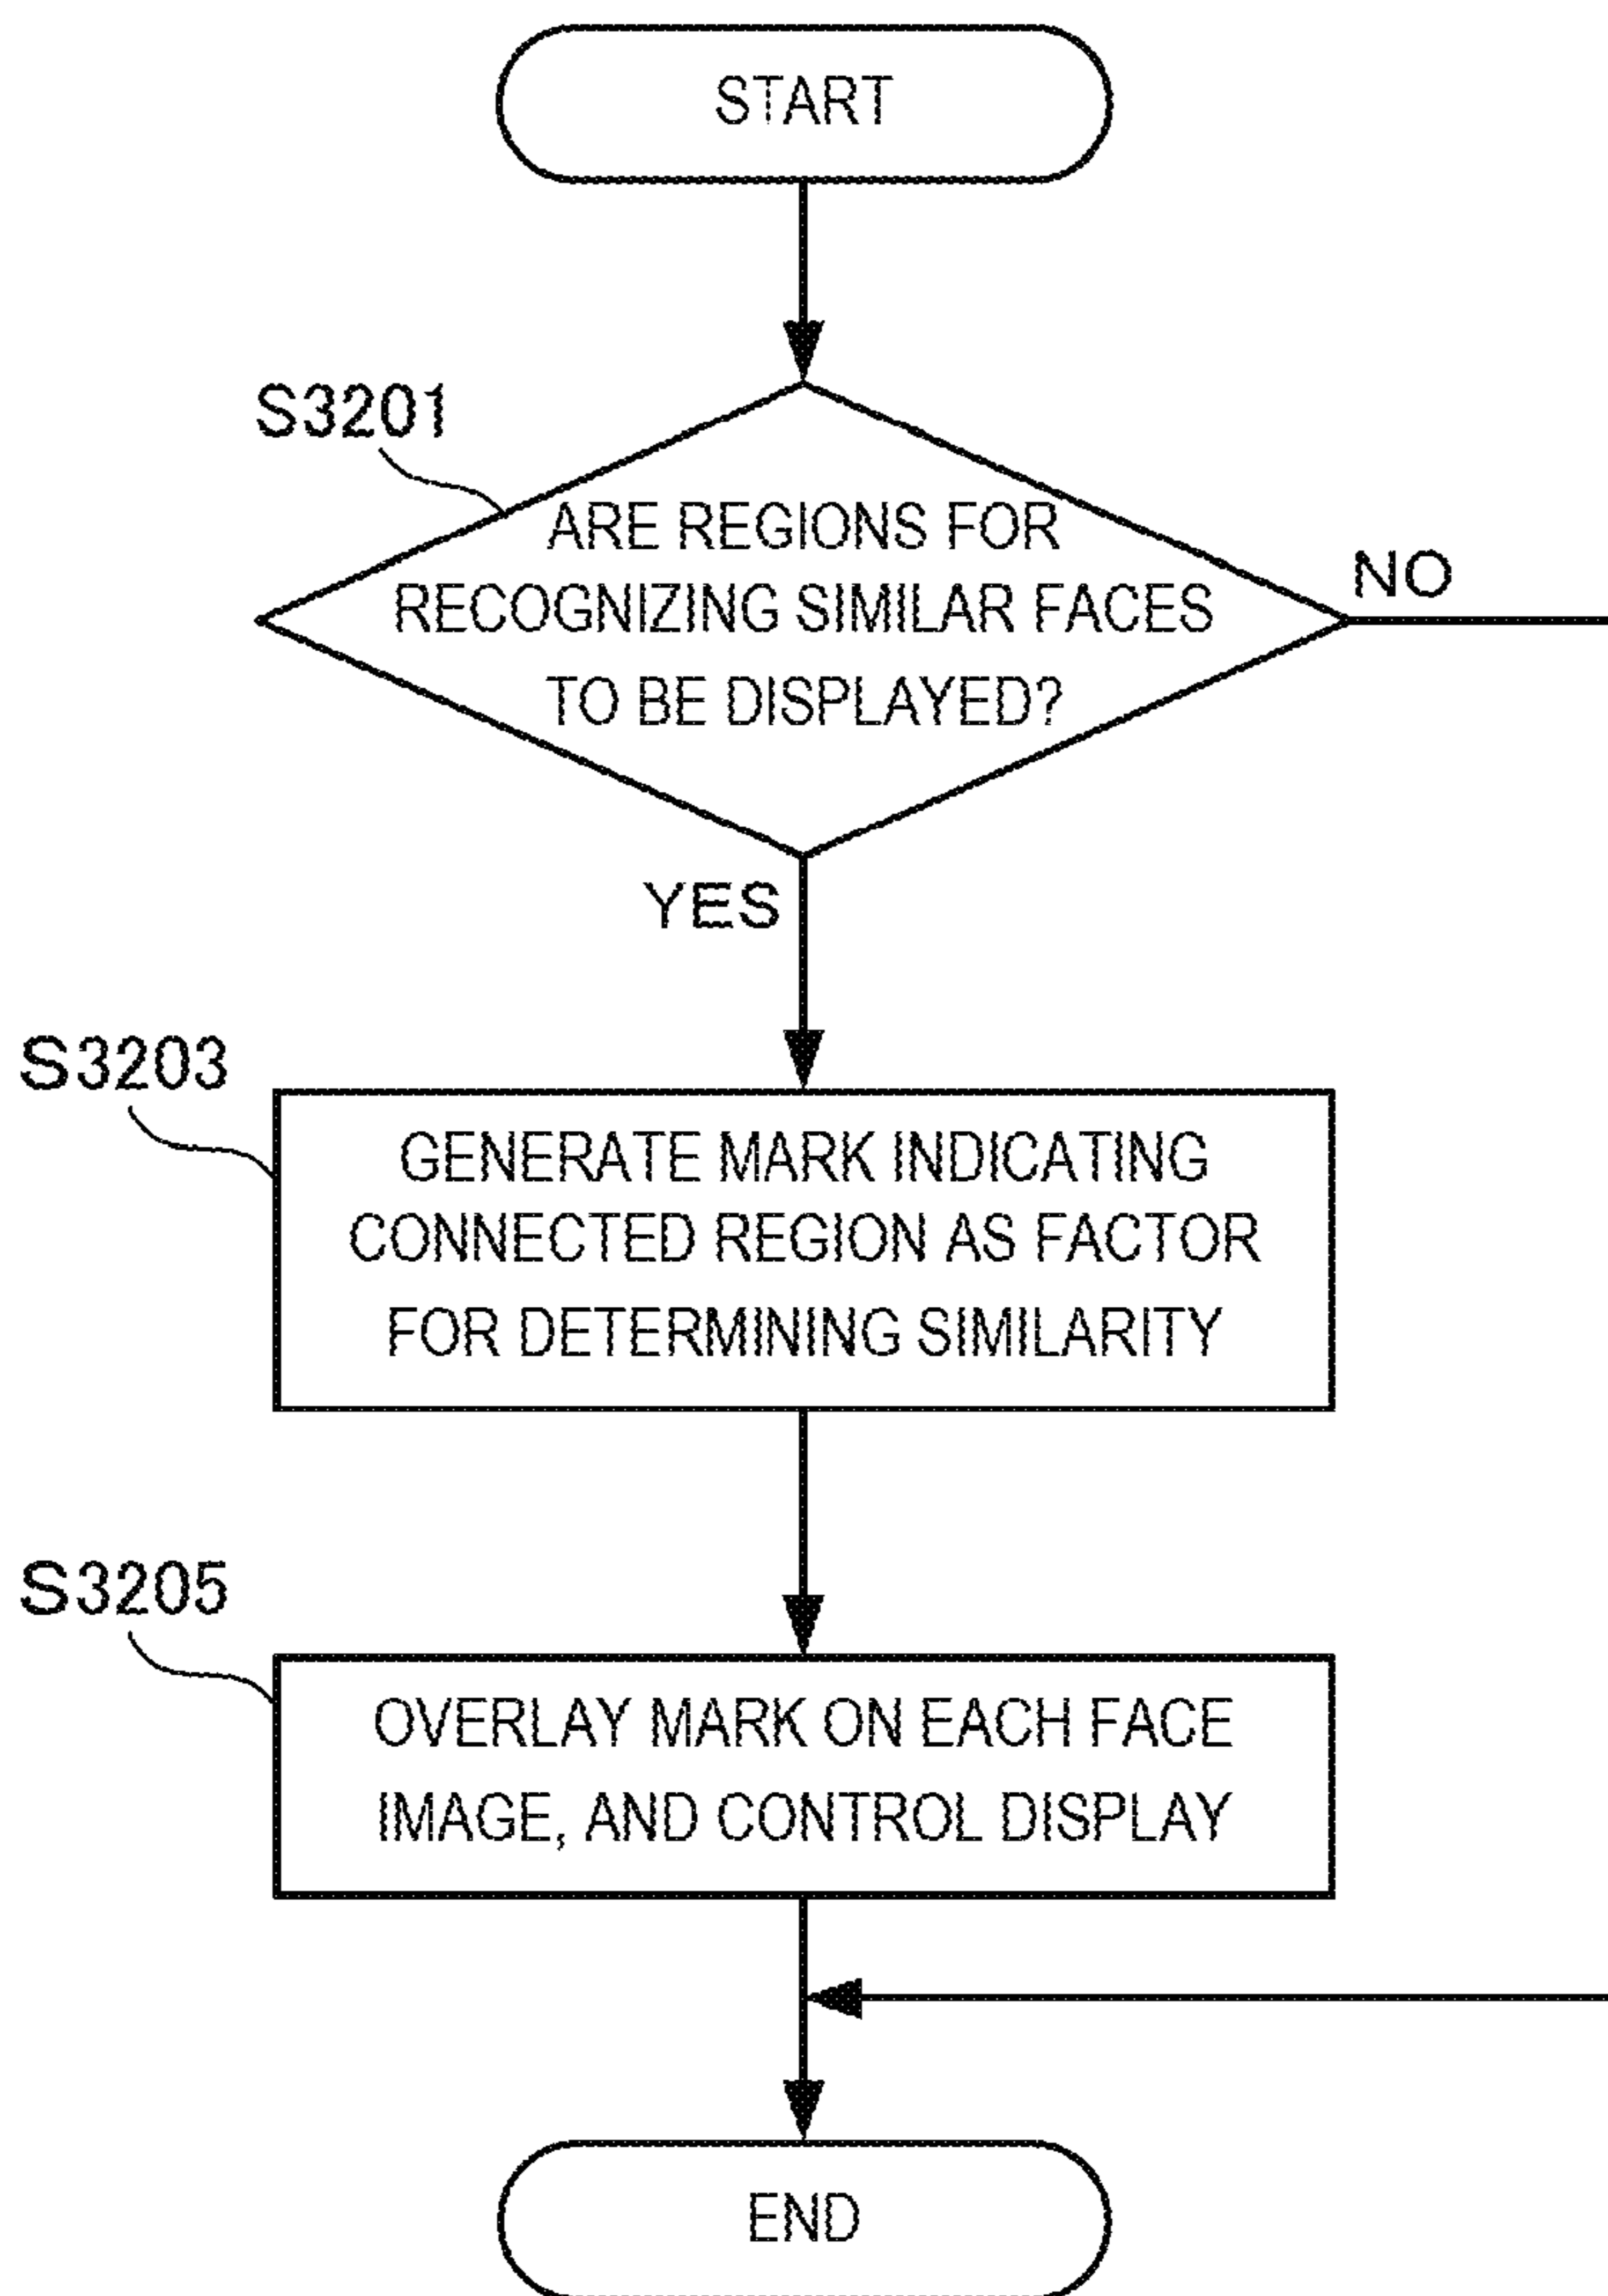 START
S3201
ARE REGIONS FOR
RECOGNIZING SIMILAR FACES
TO BE DISPLAYED?
NO
YES
S3203
GENERATE MARK INDICATING
CONNECTED REGION AS FACTOR
FOR DETERMINING SIMILARITY
S3205
OVERLAY MARK ON EACH FACE
IMAGE, AND CONTROL DISPLAY
END